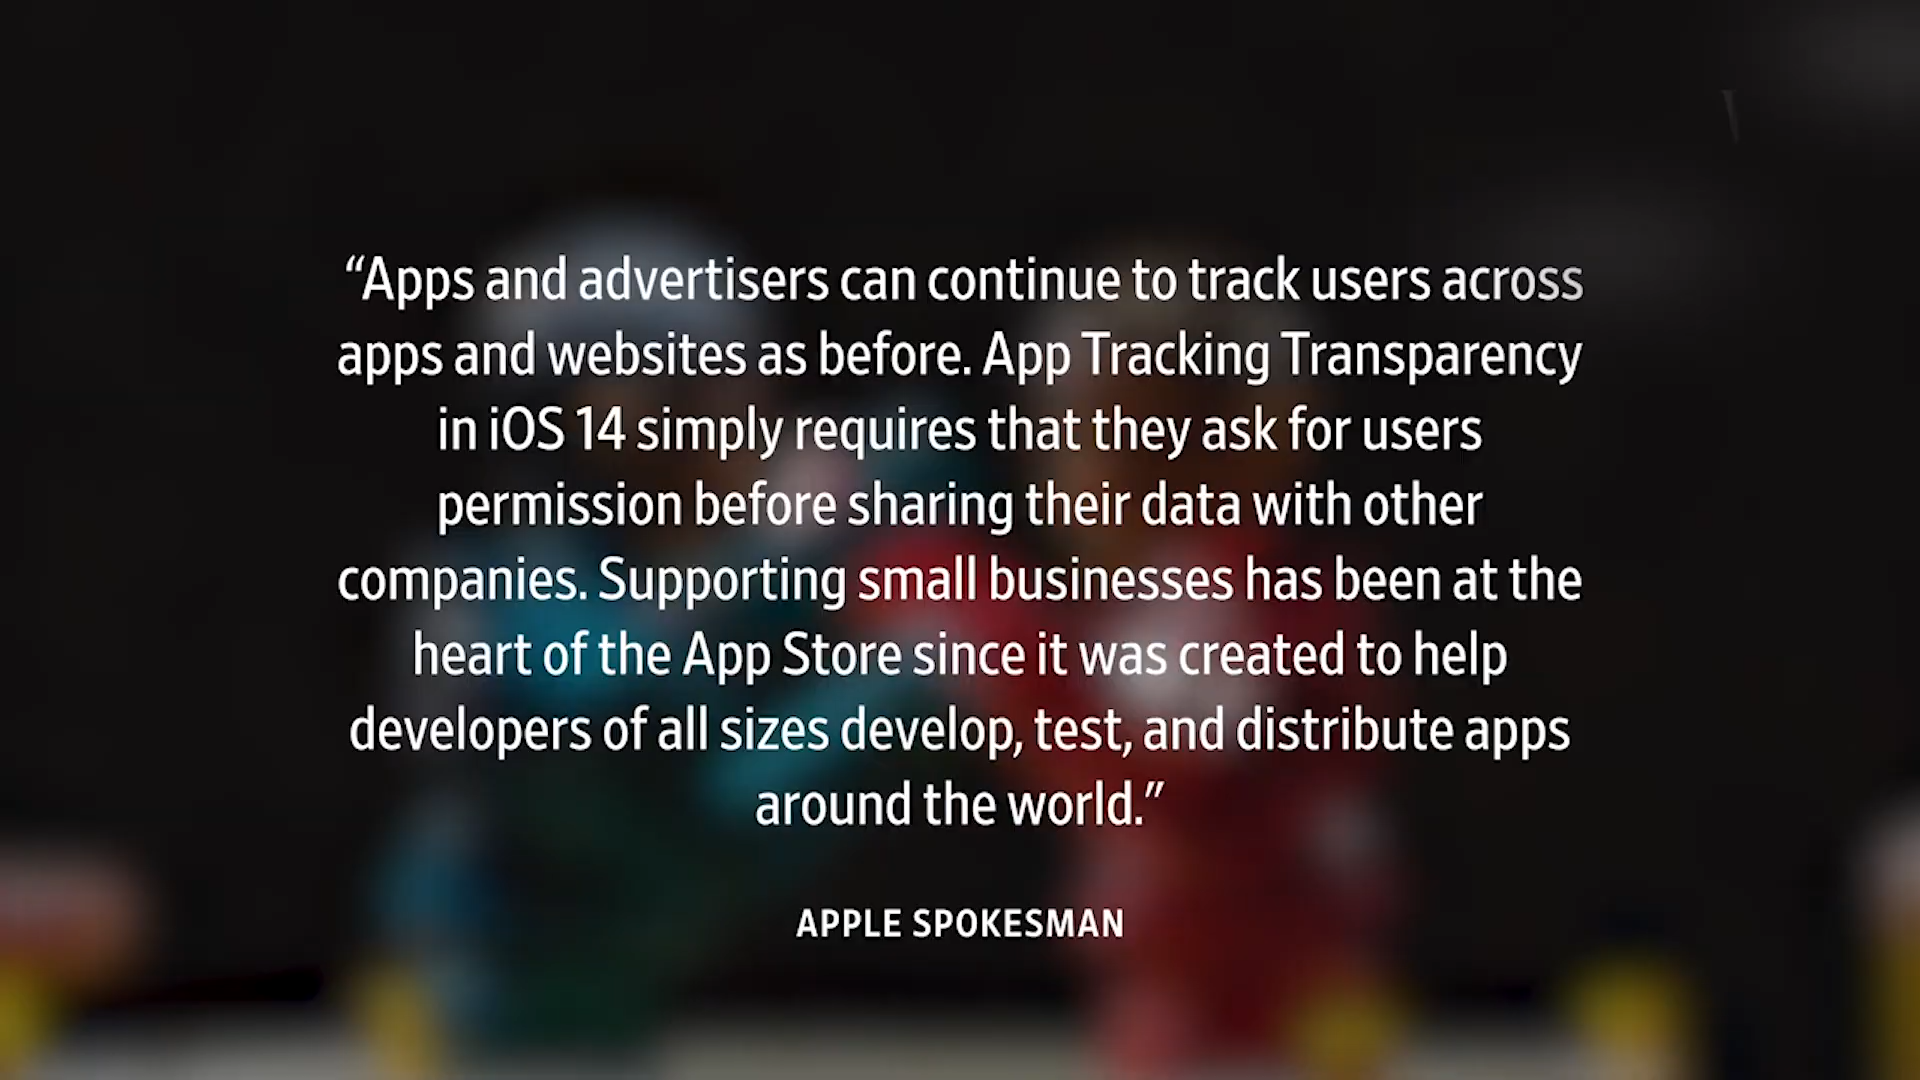 “Apps and advertisers can continue to track users across
apps and websites as before. App Tracking Transparency
in iOS 14 simply requires that they ask for users
permission before sharing their data with other
companies. Supporting small businesses has been at the
heart of the App Store since it was created to help
developers of all sizes develop, test, and distribute apps
around the world.”
APPLE SPOKESMAN